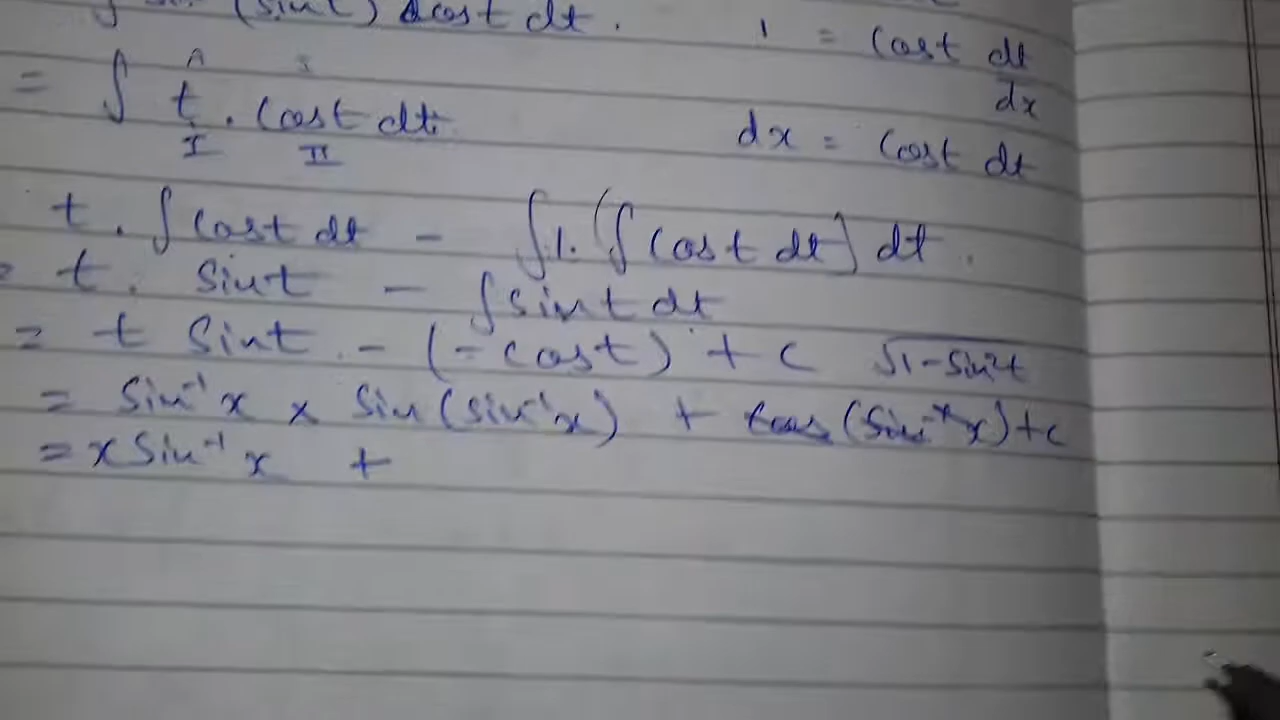 (sin t) cost dt. 1 = cost dt/dx
= ∫ t . cost dt dx = cost dt
I II
t . ∫ cost dt - ∫ 1. (∫ cost dt] dt.
= t . sint - ∫ sint dt
= t sint - (-cost) + c √1-sin²t
= sin⁻¹x × sin(sin⁻¹x) + cos(sin⁻¹x)+c
= x sin⁻¹x +